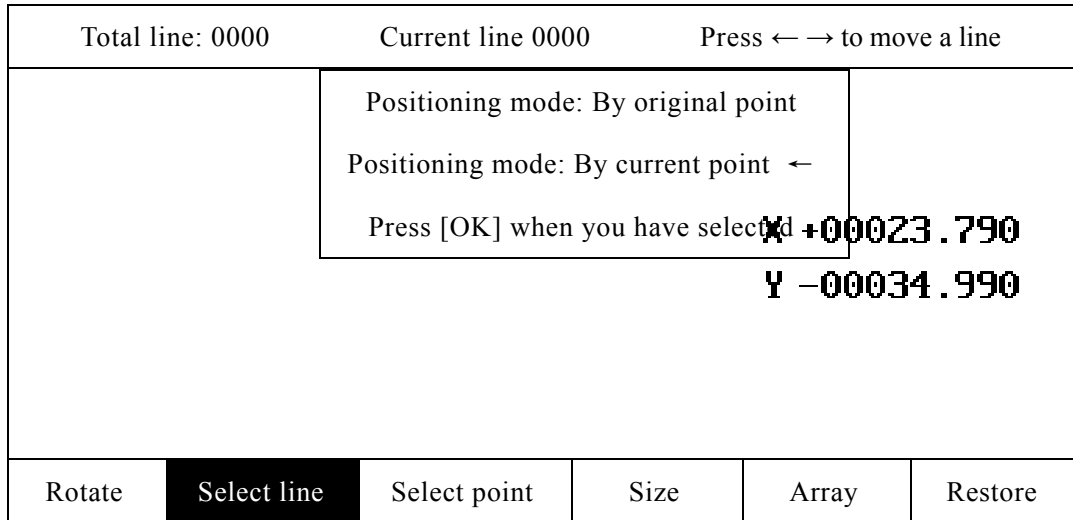 Total line: 0000 Current line 0000 Press ← → to move a line
Positioning mode: By original point
Positioning mode: By current point ←
Press [OK] when you have selected
X +00023.790
Y -00034.990
Rotate Select line Select point Size Array Restore